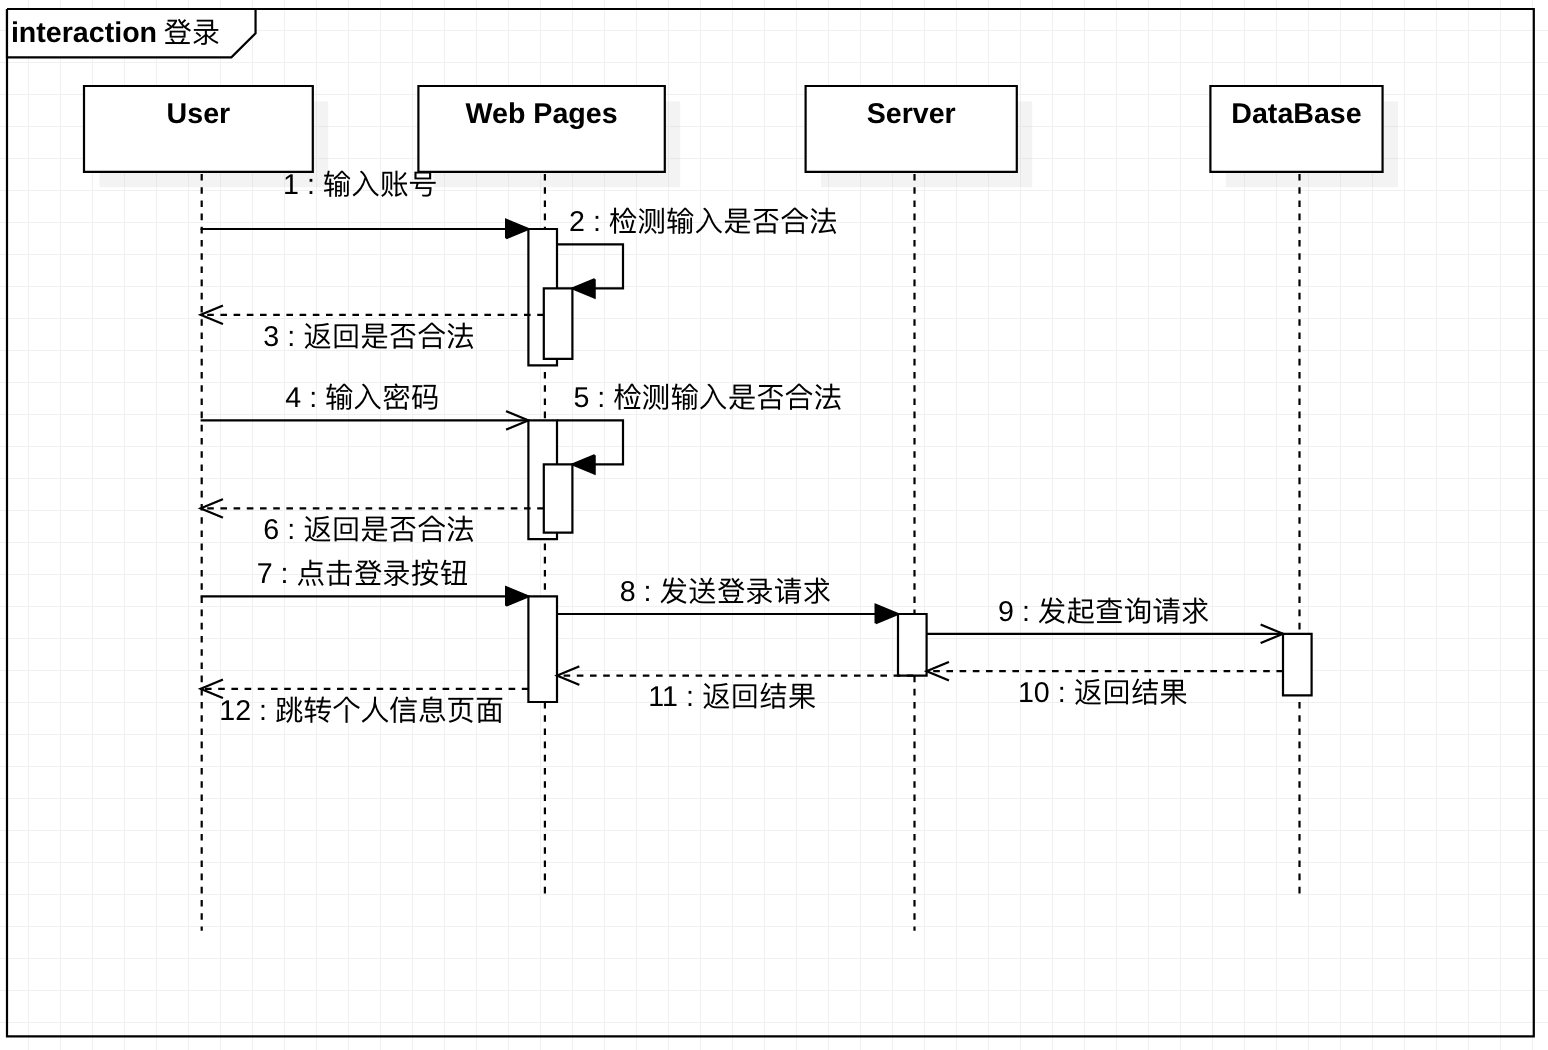 interaction 登录
User
Web Pages
Server
DataBase
1 : 输入账号
2 : 检测输入是否合法
3 : 返回是否合法
4 : 输入密码
5 : 检测输入是否合法
6 : 返回是否合法
7 : 点击登录按钮
8 : 发送登录请求
9 : 发起查询请求
10 : 返回结果
11 : 返回结果
12 : 跳转个人信息页面